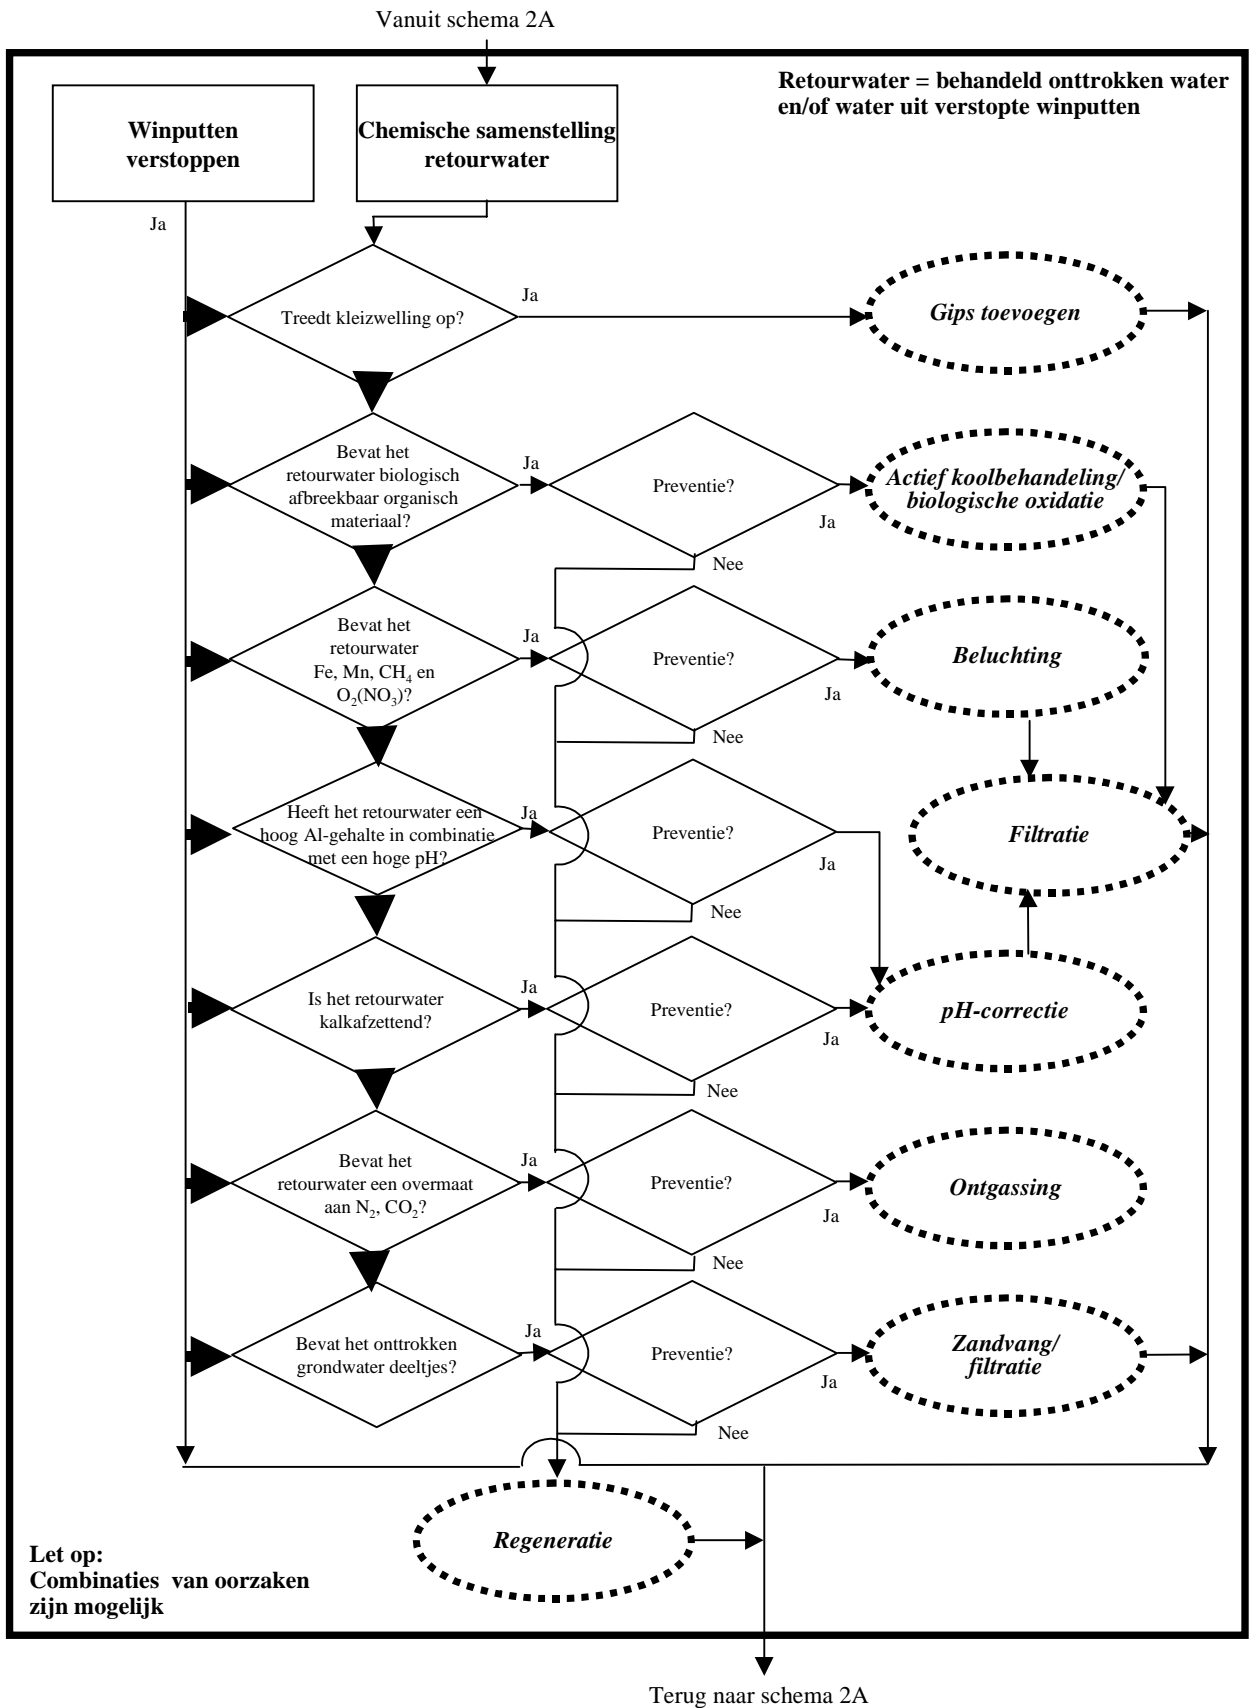 Vanuit schema 2A
Retourwater = behandeld onttrokken water
en/of water uit verstopte winputten
Winputten
verstoppen
Chemische samenstelling
retourwater
Ja
Treedt kleizwelling op?
Ja
Gips toevoegen
Bevat het
retourwater biologisch
afbreekbaar organisch
materiaal?
Ja
Preventie?
Ja
Nee
Actief koolbehandeling/
biologische oxidatie
Bevat het
retourwater
Fe, Mn, CH₄ en
O₂(NO₃)?
Ja
Preventie?
Ja
Nee
Beluchting
Heeft het retourwater een
hoog Al-gehalte in combinatie
met een hoge pH?
Ja
Preventie?
Ja
Nee
Filtratie
Is het retourwater
kalkafzettend?
Ja
Preventie?
Ja
Nee
pH-correctie
Bevat het
retourwater een overmaat
aan N₂, CO₂?
Ja
Preventie?
Ja
Nee
Ontgassing
Bevat het onttrokken
grondwater deeltjes?
Ja
Preventie?
Ja
Nee
Zandvang/
filtratie
Regeneratie
Let op:
Combinaties van oorzaken
zijn mogelijk
Terug naar schema 2A